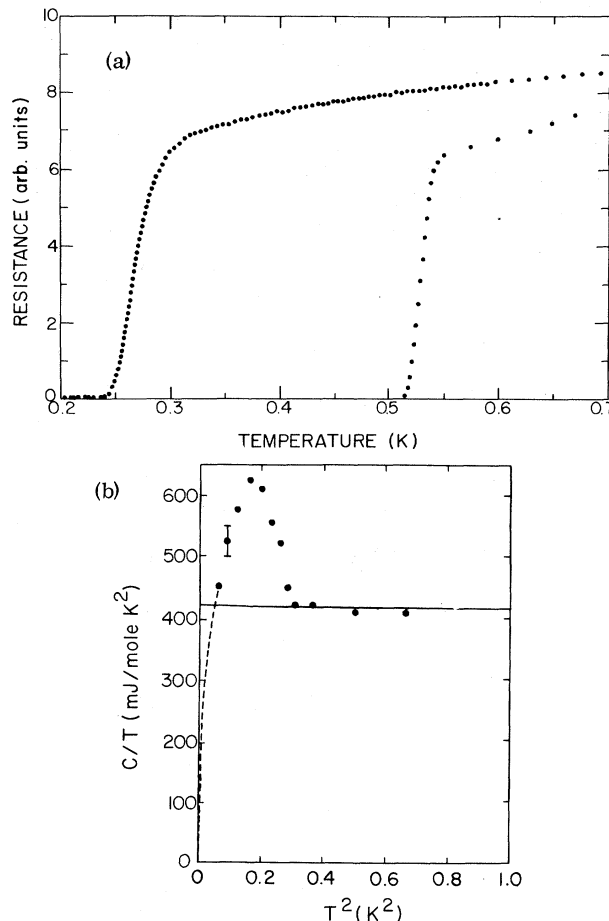 (a)
10
8
6
4
2
0
RESISTANCE (arb. units)
0.2 0.3 0.4 0.5 0.6 0.7
TEMPERATURE (K)
(b)
600
500
400
300
200
100
0
C/T (mJ/mole K²)
0 0.2 0.4 0.6 0.8 1.0
T² (K²)